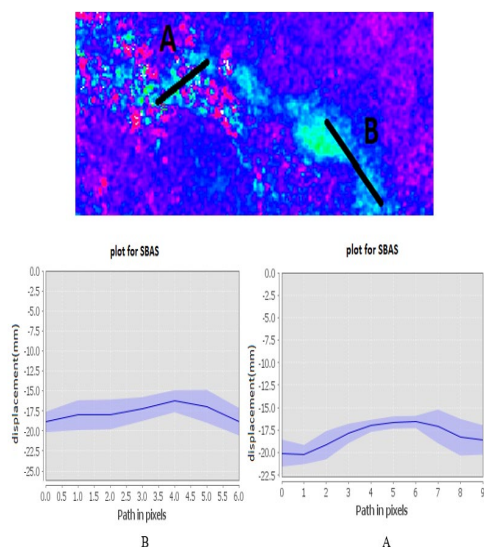 A
B
plot for SBAS
displacement(mm)
0.0
-2.5
-5.0
-7.5
-10.0
-12.5
-15.0
-17.5
-20.0
-22.5
-25.0
0.0 0.5 1.0 1.5 2.0 2.5 3.0 3.5 4.0 4.5 5.0 5.5 6.0
Path in pixels
B
plot for SBAS
displacement(mm)
0.0
-2.5
-5.0
-7.5
-10.0
-12.5
-15.0
-17.5
-20.0
-22.5
0 1 2 3 4 5 6 7 8 9
Path in pixels
A